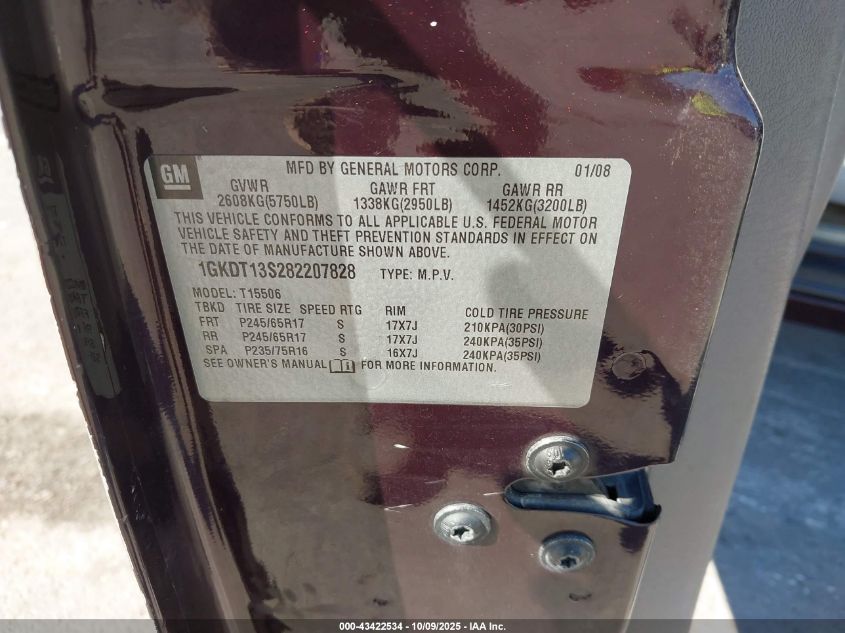 GM
MFD BY GENERAL MOTORS CORP. 01/08
GVWR GAWR FRT GAWR RR
2608KG(5750LB) 1338KG(2950LB) 1452KG(3200LB)
THIS VEHICLE CONFORMS TO ALL APPLICABLE U.S. FEDERAL MOTOR
VEHICLE SAFETY AND THEFT PREVENTION STANDARDS IN EFFECT ON
THE DATE OF MANUFACTURE SHOWN ABOVE.
1GKDT13S282207828 TYPE: M.P.V.
MODEL: T15506
TBKD TIRE SIZE SPEED RTG RIM COLD TIRE PRESSURE
FRT P245/65R17 S 17X7J 210KPA(30PSI)
RR P245/65R17 S 17X7J 240KPA(35PSI)
SPA P235/75R16 S 16X7J 240KPA(35PSI)
SEE OWNER'S MANUAL FOR MORE INFORMATION.
000-43422534 | 10/09/2025 - IAA Inc.